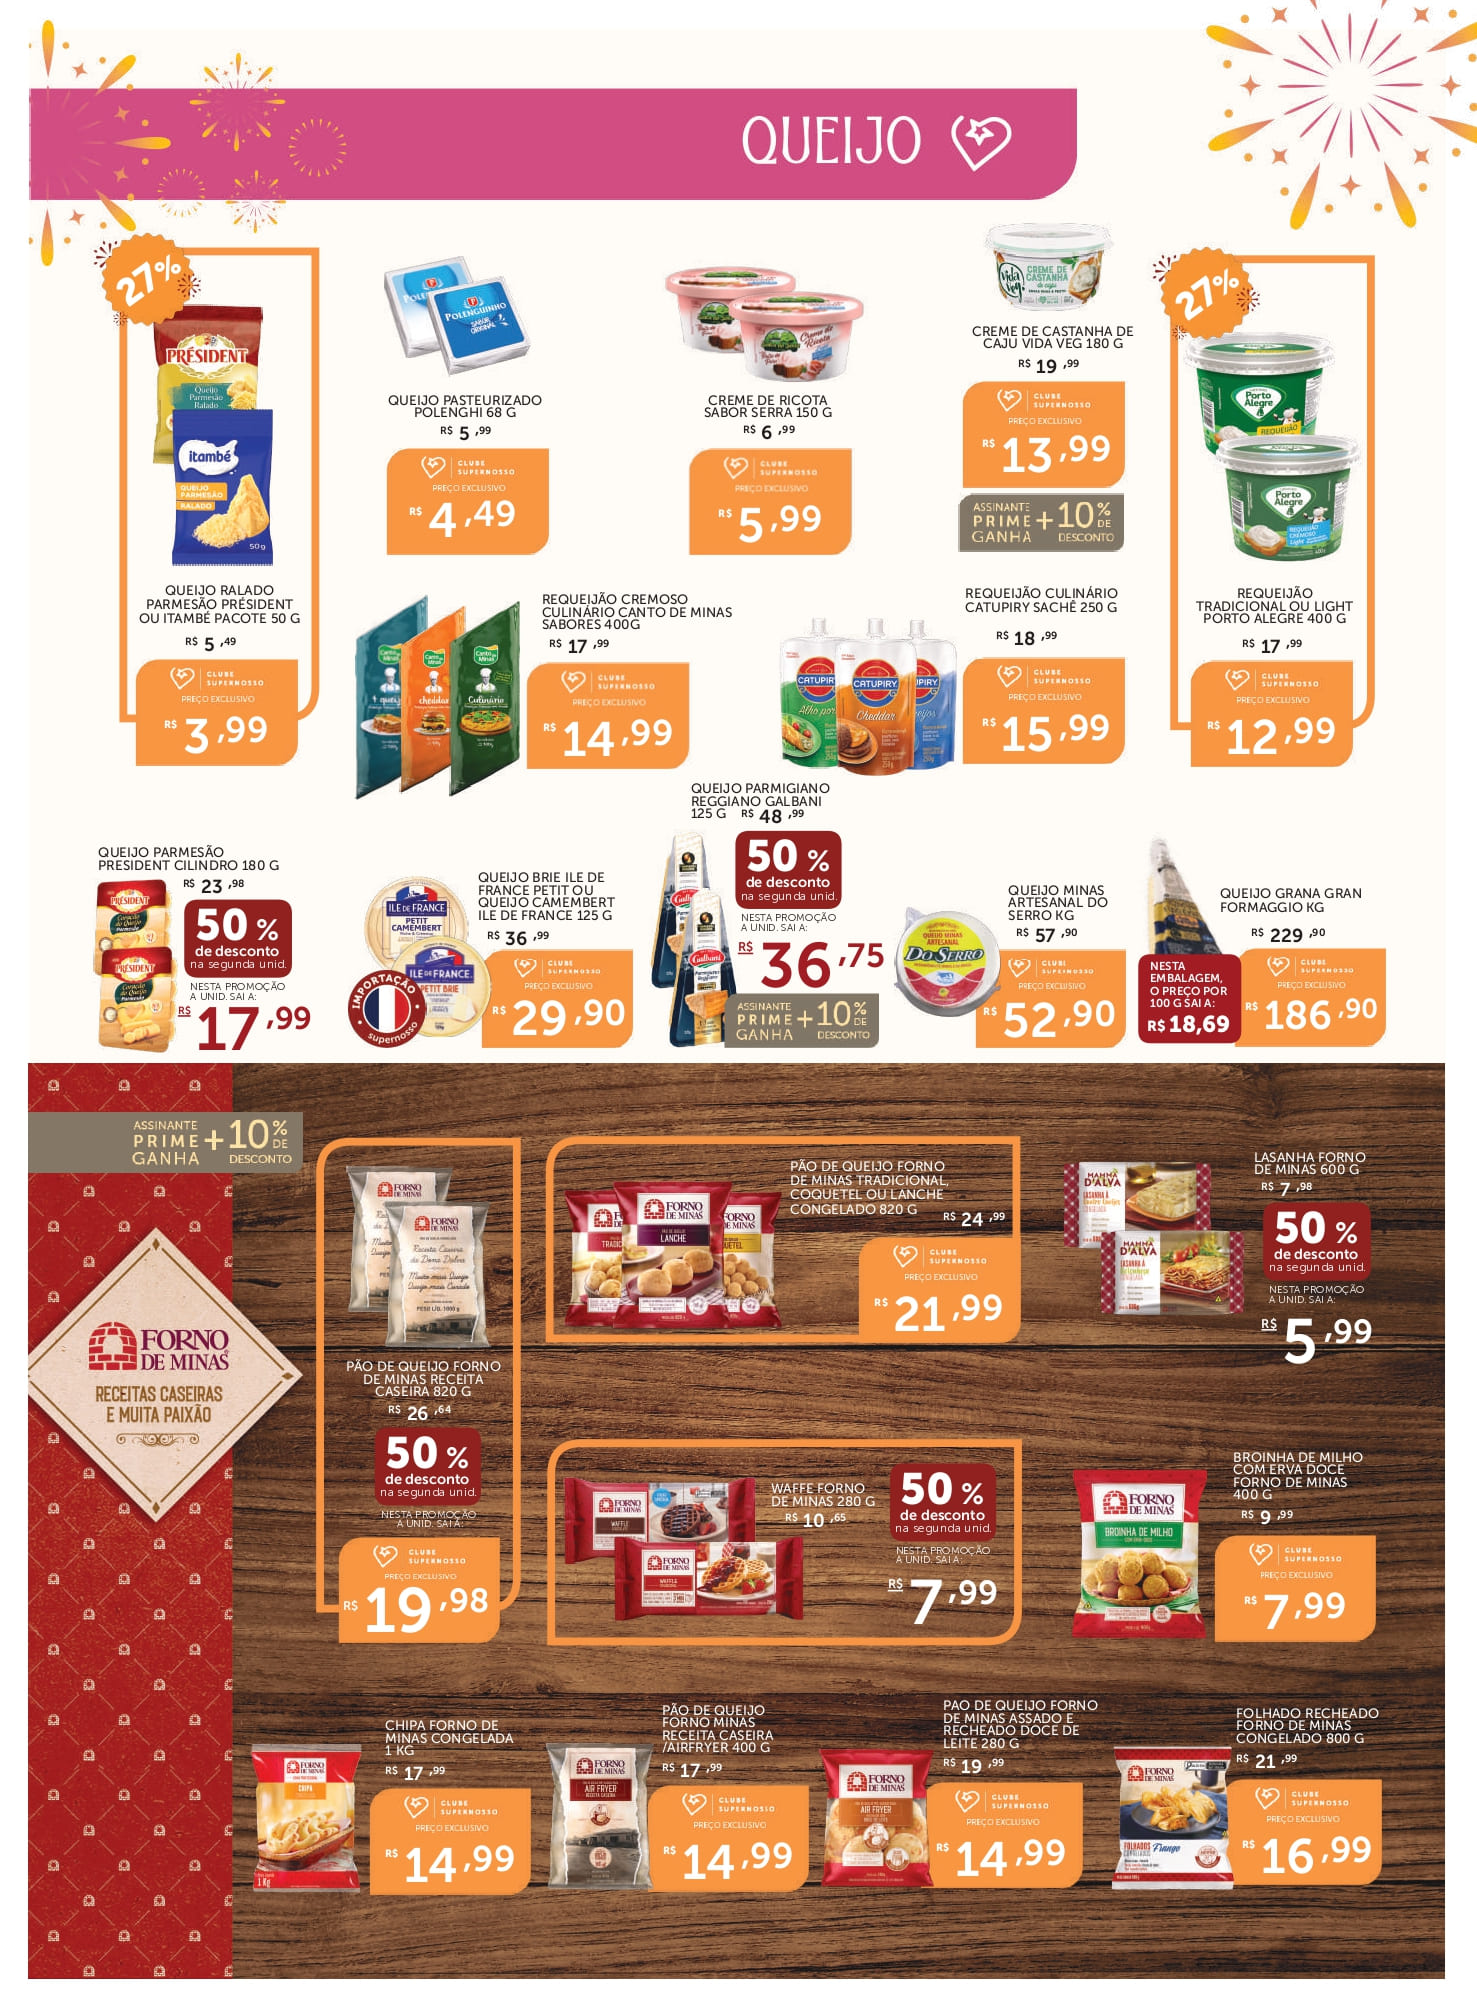 QUEIJO
27%
QUEIJO RALADO
PARMESÃO PRÉSIDENT
OU ITAMBÉ PACOTE 50 G
R$ 5 ,49
CLUBE
SUPERNOSSO
PREÇO EXCLUSIVO
R$ 3 ,99
QUEIJO PASTEURIZADO
POLENGHI 68 G
R$ 5 ,99
CLUBE
SUPERNOSSO
PREÇO EXCLUSIVO
R$ 4 ,49
CREME DE RICOTA
SABOR SERRA 150 G
R$ 6 ,99
CLUBE
SUPERNOSSO
PREÇO EXCLUSIVO
R$ 5 ,99
CREME DE CASTANHA DE
CAJU VIDA VEG 180 G
R$ 19 ,99
CLUBE
SUPERNOSSO
PREÇO EXCLUSIVO
R$ 13 ,99
ASSINANTE
PRIME +10% DE
GANHA DESCONTO
27%
REQUEIJÃO
TRADICIONAL OU LIGHT
PORTO ALEGRE 400 G
R$ 17 ,99
CLUBE
SUPERNOSSO
PREÇO EXCLUSIVO
R$ 12 ,99
REQUEIJÃO CREMOSO
CULINÁRIO CANTO DE MINAS
SABORES 400G
R$ 17 ,99
CLUBE
SUPERNOSSO
PREÇO EXCLUSIVO
R$ 14 ,99
REQUEIJÃO CULINÁRIO
CATUPIRY SACHÊ 250 G
R$ 18 ,99
CLUBE
SUPERNOSSO
PREÇO EXCLUSIVO
R$ 15 ,99
QUEIJO PARMESÃO
PRESIDENT CILINDRO 180 G
R$ 23 ,98
50 %
de desconto
na segunda unid.
NESTA PROMOÇÃO
A UNID. SAI A:
R$ 17 ,99
QUEIJO BRIE ILE DE
FRANCE PETIT OU
QUEIJO CAMEMBERT
ILE DE FRANCE 125 G
R$ 36 ,99
IMPORTAÇÃO
supernosso
CLUBE
SUPERNOSSO
PREÇO EXCLUSIVO
R$ 29 ,90
QUEIJO PARMIGIANO
REGGIANO GALBANI
125 G R$ 48 ,99
50 %
de desconto
na segunda unid.
NESTA PROMOÇÃO
A UNID. SAI A:
R$ 36 ,75
ASSINANTE
PRIME +10% DE
GANHA DESCONTO
QUEIJO MINAS
ARTESANAL DO
SERRO KG
R$ 57 ,90
CLUBE
SUPERNOSSO
PREÇO EXCLUSIVO
R$ 52 ,90
QUEIJO GRANA GRAN
FORMAGGIO KG
R$ 229 ,90
NESTA
EMBALAGEM,
O PREÇO POR
100 G SAI A:
R$ 18,69
CLUBE
SUPERNOSSO
PREÇO EXCLUSIVO
R$ 186 ,90
ASSINANTE
PRIME +10% DE
GANHA DESCONTO
FORNO
DE MINAS
RECEITAS CASEIRAS
E MUITA PAIXÃO
PÃO DE QUEIJO FORNO
DE MINAS RECEITA
CASEIRA 820 G
R$ 26 ,64
50 %
de desconto
na segunda unid.
NESTA PROMOÇÃO
A UNID. SAI A:
CLUBE
SUPERNOSSO
PREÇO EXCLUSIVO
R$ 19 ,98
PÃO DE QUEIJO FORNO
DE MINAS TRADICIONAL,
COQUETEL OU LANCHE
CONGELADO 820 G
R$ 24 ,99
CLUBE
SUPERNOSSO
PREÇO EXCLUSIVO
R$ 21 ,99
LASANHA FORNO
DE MINAS 600 G
R$ 7 ,98
50 %
de desconto
na segunda unid.
NESTA PROMOÇÃO
A UNID. SAI A:
R$ 5 ,99
WAFFE FORNO
DE MINAS 280 G
R$ 10 ,65
50 %
de desconto
na segunda unid.
NESTA PROMOÇÃO
A UNID. SAI A:
R$ 7 ,99
BROINHA DE MILHO
COM ERVA DOCE
FORNO DE MINAS
400 G
R$ 9 ,99
CLUBE
SUPERNOSSO
PREÇO EXCLUSIVO
R$ 7 ,99
CHIPA FORNO DE
MINAS CONGELADA
1 KG
R$ 17 ,99
CLUBE
SUPERNOSSO
PREÇO EXCLUSIVO
R$ 14 ,99
PÃO DE QUEIJO
FORNO MINAS
RECEITA CASEIRA
/AIRFRYER 400 G
R$ 17 ,99
CLUBE
SUPERNOSSO
PREÇO EXCLUSIVO
R$ 14 ,99
PAO DE QUEIJO FORNO
DE MINAS ASSADO E
RECHEADO DOCE DE
LEITE 280 G
R$ 19 ,99
CLUBE
SUPERNOSSO
PREÇO EXCLUSIVO
R$ 14 ,99
FOLHADO RECHEADO
FORNO DE MINAS
CONGELADO 800 G
R$ 21 ,99
CLUBE
SUPERNOSSO
PREÇO EXCLUSIVO
R$ 16 ,99